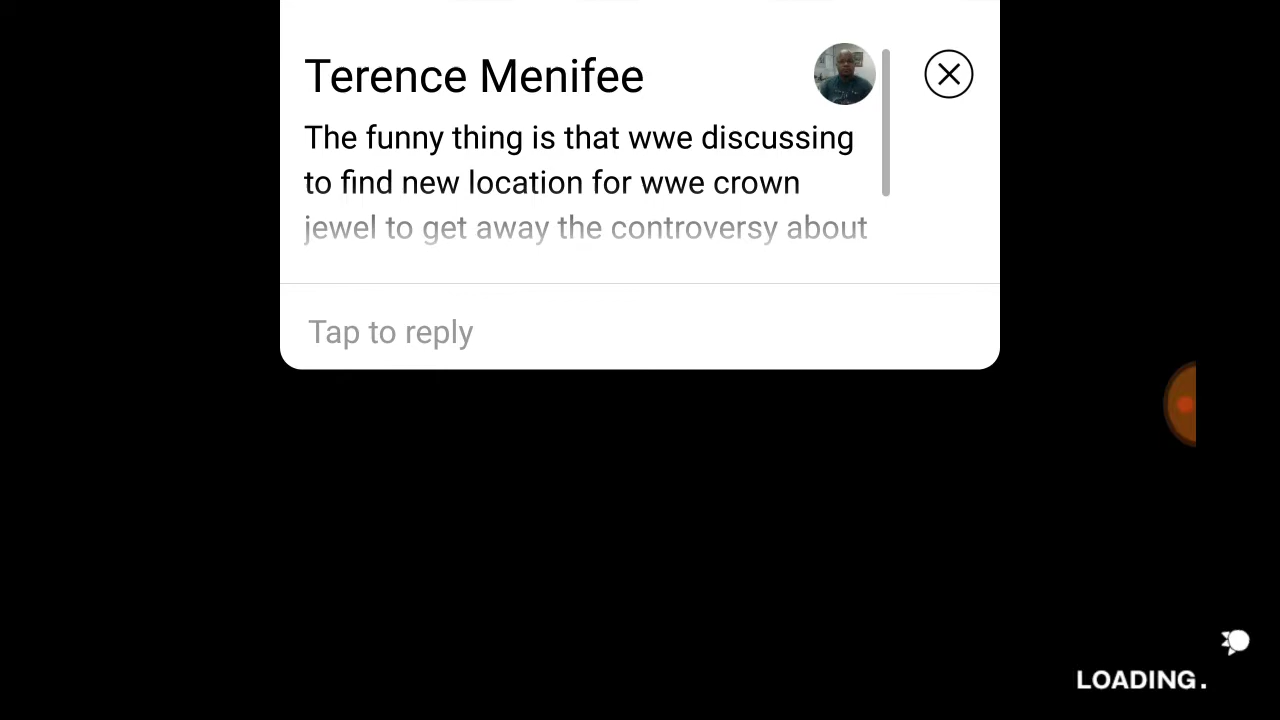 Terence Menifee
The funny thing is that wwe discussing
to find new location for wwe crown
jewel to get away the controversy about
Tap to reply
LOADING.